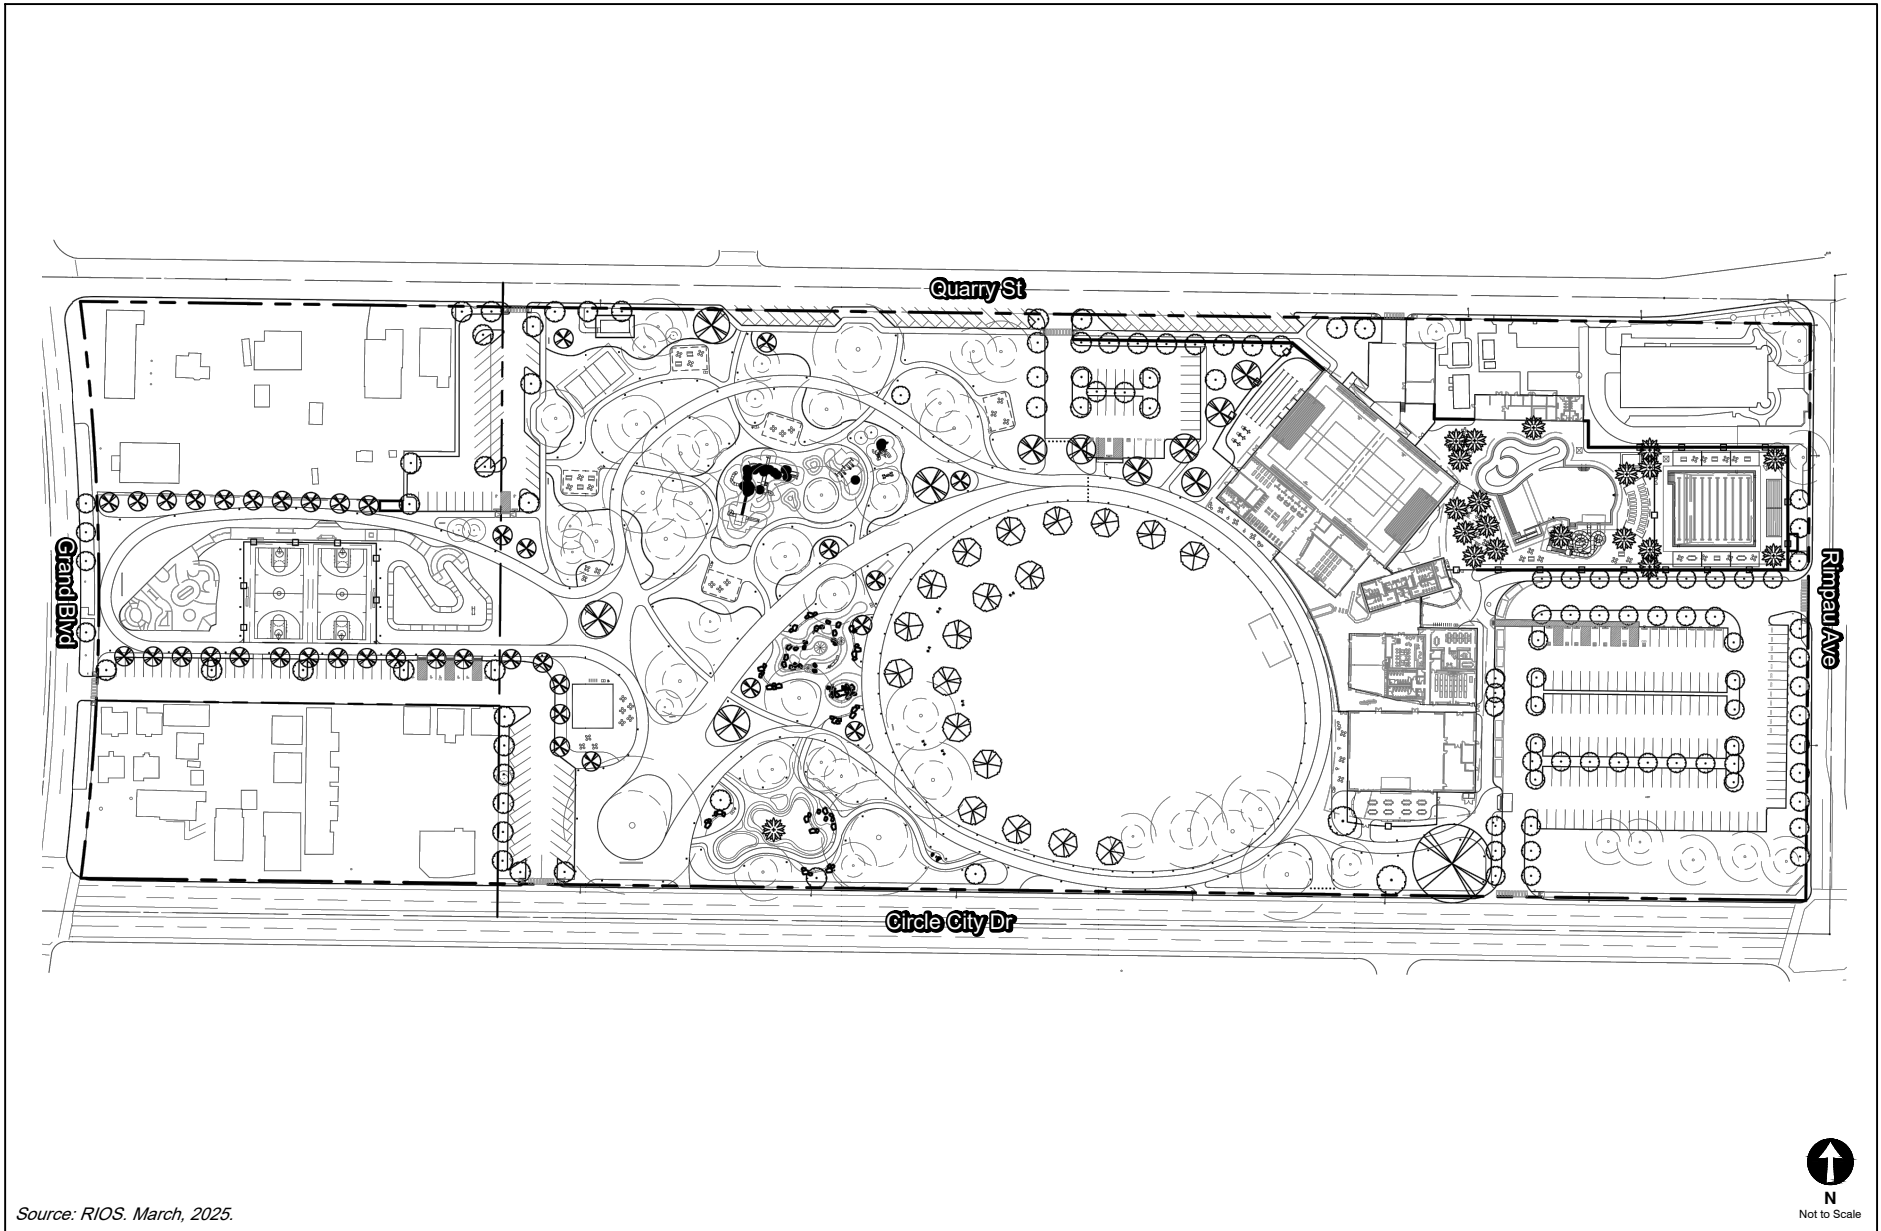 Quarry St
Grand Blvd
Rimpau Ave
Circle City Dr
N
Not to Scale
Source: RIOS. March, 2025.